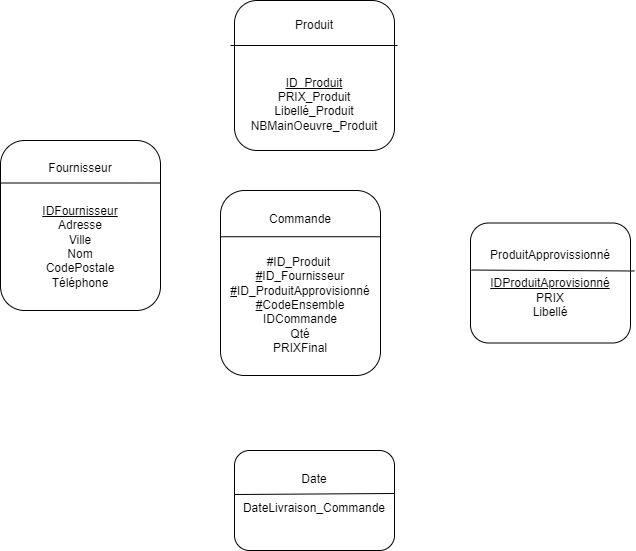 Produit
ID_Produit
PRIX_Produit
Libellé_Produit
NBMainOeuvre_Produit
Fournisseur
IDFournisseur
Adresse
Ville
Nom
CodePostale
Téléphone
Commande
#ID_Produit
#ID_Fournisseur
#ID_ProduitApprovisionné
#CodeEnsemble
IDCommande
Qté
PRIXFinal
ProduitApprovissionné
IDProduitAprovisionné
PRIX
Libellé
Date
DateLivraison_Commande